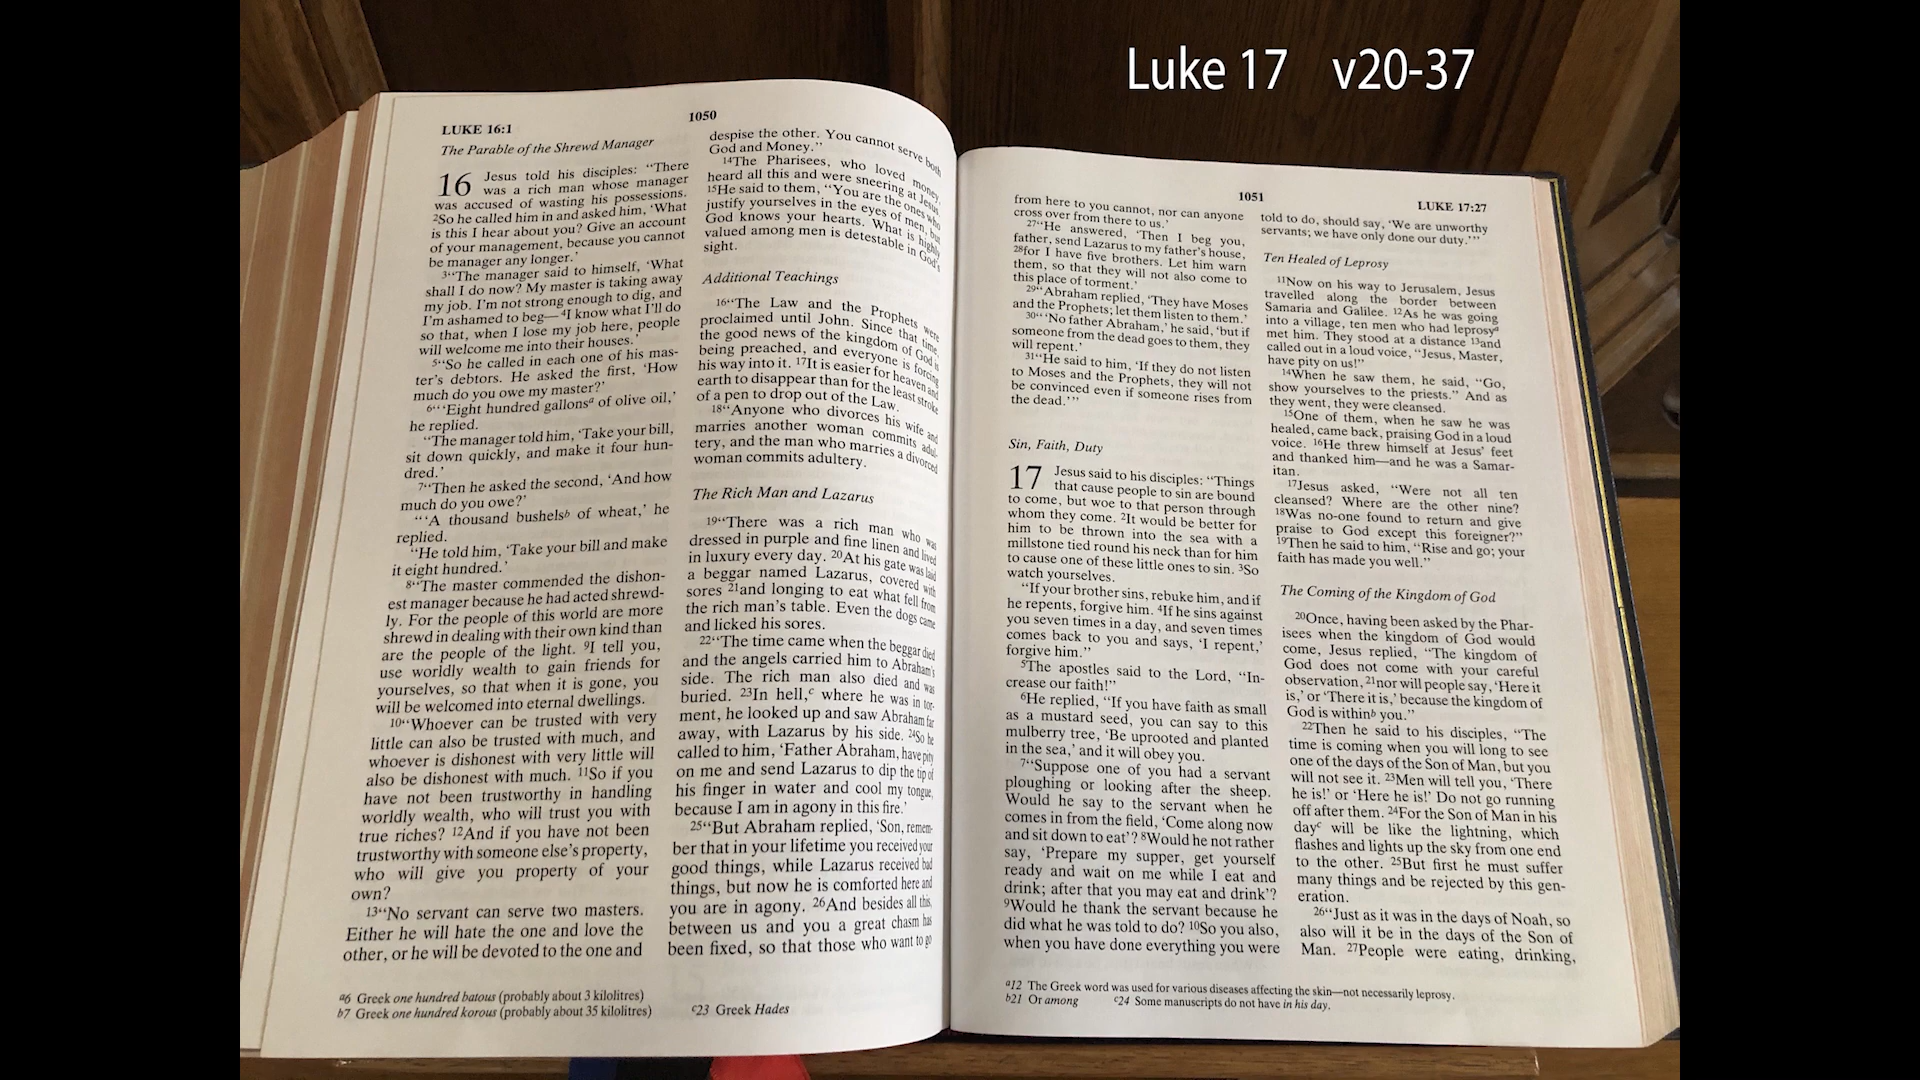 Luke 17 v20-37
LUKE 16:1
1050
The Parable of the Shrewd Manager
16 Jesus told his disciples: “There
was a rich man whose manager
was accused of wasting his possessions.
2So he called him in and asked him, ‘What
is this I hear about you? Give an account
of your management, because you cannot
be manager any longer.’
3“The manager said to himself, ‘What
shall I do now? My master is taking away
my job. I’m not strong enough to dig, and
I’m ashamed to beg—4I know what I’ll do
so that, when I lose my job here, people
will welcome me into their houses.’
5“So he called in each one of his mas-
ter’s debtors. He asked the first, ‘How
much do you owe my master?’
6“‘Eight hundred gallonsa of olive oil,’
he replied.
“The manager told him, ‘Take your bill,
sit down quickly, and make it four hun-
dred.’
7“Then he asked the second, ‘And how
much do you owe?’
“‘A thousand bushelsb of wheat,’ he
replied.
“He told him, ‘Take your bill and make
it eight hundred.’
8“The master commended the dishon-
est manager because he had acted shrewd-
ly. For the people of this world are more
shrewd in dealing with their own kind than
are the people of the light. 9I tell you,
use worldly wealth to gain friends for
yourselves, so that when it is gone, you
will be welcomed into eternal dwellings.
10“Whoever can be trusted with very
little can also be trusted with much, and
whoever is dishonest with very little will
also be dishonest with much. 11So if you
have not been trustworthy in handling
worldly wealth, who will trust you with
true riches? 12And if you have not been
trustworthy with someone else’s property,
who will give you property of your
own?
13“No servant can serve two masters.
Either he will hate the one and love the
other, or he will be devoted to the one and
despise the other. You cannot serve both
God and Money.”
14The Pharisees, who loved money,
heard all this and were sneering at Jesus.
15He said to them, “You are the ones who
justify yourselves in the eyes of men, but
God knows your hearts. What is highly
valued among men is detestable in God’s
sight.
Additional Teachings
16“The Law and the Prophets were
proclaimed until John. Since that time,
the good news of the kingdom of God is
being preached, and everyone is forcing
his way into it. 17It is easier for heaven and
earth to disappear than for the least stroke
of a pen to drop out of the Law.
18“Anyone who divorces his wife and
marries another woman commits adul-
tery, and the man who marries a divorced
woman commits adultery.
The Rich Man and Lazarus
19“There was a rich man who was
dressed in purple and fine linen and lived
in luxury every day. 20At his gate was laid
a beggar named Lazarus, covered with
sores 21and longing to eat what fell from
the rich man’s table. Even the dogs came
and licked his sores.
22“The time came when the beggar died
and the angels carried him to Abraham’s
side. The rich man also died and was
buried. 23In hell,c where he was in tor-
ment, he looked up and saw Abraham far
away, with Lazarus by his side. 24So he
called to him, ‘Father Abraham, have pity
on me and send Lazarus to dip the tip of
his finger in water and cool my tongue,
because I am in agony in this fire.’
25“But Abraham replied, ‘Son, remem-
ber that in your lifetime you received your
good things, while Lazarus received bad
things, but now he is comforted here and
you are in agony. 26And besides all this,
between us and you a great chasm has
been fixed, so that those who want to go
a6 Greek one hundred batous (probably about 3 kilolitres)
b7 Greek one hundred korous (probably about 35 kilolitres)
c23 Greek Hades
1051
LUKE 17:27
from here to you cannot, nor can anyone
cross over from there to us.’
27“He answered, ‘Then I beg you,
father, send Lazarus to my father’s house,
28for I have five brothers. Let him warn
them, so that they will not also come to
this place of torment.’
29“Abraham replied, ‘They have Moses
and the Prophets; let them listen to them.’
30“‘No father Abraham,’ he said, ‘but if
someone from the dead goes to them, they
will repent.’
31“He said to him, ‘If they do not listen
to Moses and the Prophets, they will not
be convinced even if someone rises from
the dead.’”
Sin, Faith, Duty
17 Jesus said to his disciples: “Things
that cause people to sin are bound
to come, but woe to that person through
whom they come. 2It would be better for
him to be thrown into the sea with a
millstone tied round his neck than for him
to cause one of these little ones to sin. 3So
watch yourselves.
“If your brother sins, rebuke him, and if
he repents, forgive him. 4If he sins against
you seven times in a day, and seven times
comes back to you and says, ‘I repent,’
forgive him.”
5The apostles said to the Lord, “In-
crease our faith!”
6He replied, “If you have faith as small
as a mustard seed, you can say to this
mulberry tree, ‘Be uprooted and planted
in the sea,’ and it will obey you.
7“Suppose one of you had a servant
ploughing or looking after the sheep.
Would he say to the servant when he
comes in from the field, ‘Come along now
and sit down to eat’? 8Would he not rather
say, ‘Prepare my supper, get yourself
ready and wait on me while I eat and
drink; after that you may eat and drink’?
9Would he thank the servant because he
did what he was told to do? 10So you also,
when you have done everything you were
told to do, should say, ‘We are unworthy
servants; we have only done our duty.’”
Ten Healed of Leprosy
11Now on his way to Jerusalem, Jesus
travelled along the border between
Samaria and Galilee. 12As he was going
into a village, ten men who had leprosya
met him. They stood at a distance 13and
called out in a loud voice, “Jesus, Master,
have pity on us!”
14When he saw them, he said, “Go,
show yourselves to the priests.” And as
they went, they were cleansed.
15One of them, when he saw he was
healed, came back, praising God in a loud
voice. 16He threw himself at Jesus’ feet
and thanked him—and he was a Samar-
itan.
17Jesus asked, “Were not all ten
cleansed? Where are the other nine?
18Was no-one found to return and give
praise to God except this foreigner?”
19Then he said to him, “Rise and go; your
faith has made you well.”
The Coming of the Kingdom of God
20Once, having been asked by the Phar-
isees when the kingdom of God would
come, Jesus replied, “The kingdom of
God does not come with your careful
observation, 21nor will people say, ‘Here it
is,’ or ‘There it is,’ because the kingdom of
God is withinb you.”
22Then he said to his disciples, “The
time is coming when you will long to see
one of the days of the Son of Man, but you
will not see it. 23Men will tell you, ‘There
he is!’ or ‘Here he is!’ Do not go running
off after them. 24For the Son of Man in his
dayc will be like the lightning, which
flashes and lights up the sky from one end
to the other. 25But first he must suffer
many things and be rejected by this gen-
eration.
26“Just as it was in the days of Noah, so
also will it be in the days of the Son of
Man. 27People were eating, drinking,
a12 The Greek word was used for various diseases affecting the skin—not necessarily leprosy.
b21 Or among c24 Some manuscripts do not have in his day.